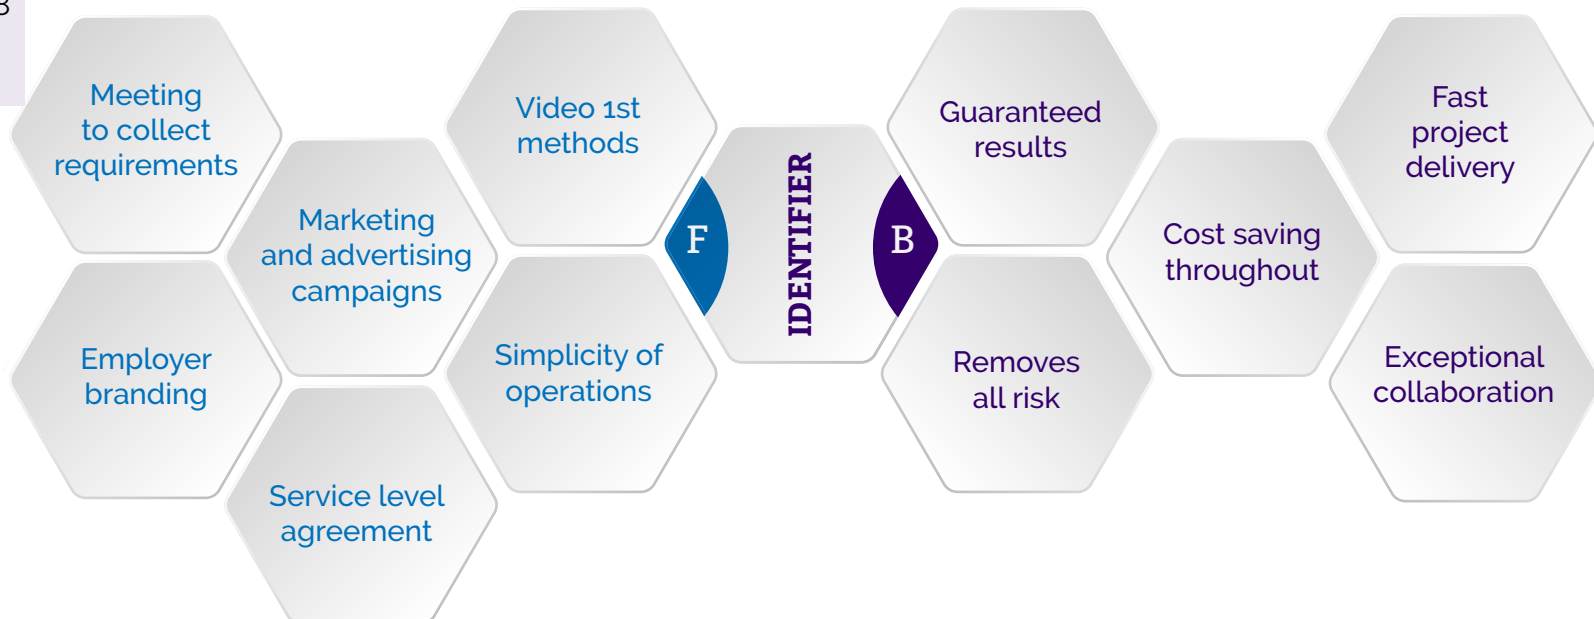 Meeting
to collect
requirements
Marketing
and advertising
campaigns
Employer
branding
Service level
agreement
Video 1st
methods
Simplicity of
operations
F
IDENTIFIER
B
Guaranteed
results
Removes
all risk
Cost saving
throughout
Fast
project
delivery
Exceptional
collaboration